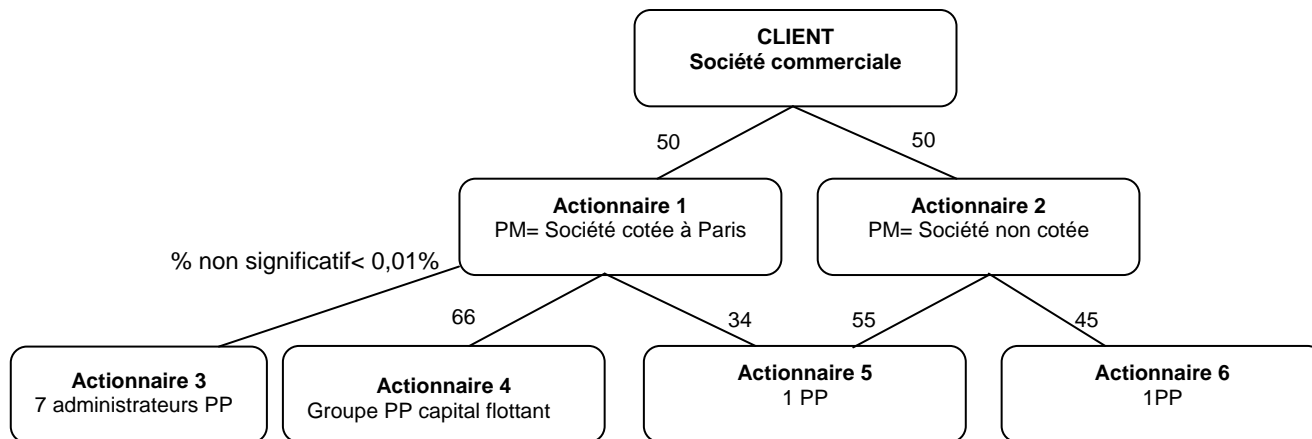 CLIENT
Société commerciale
50
50
Actionnaire 1
PM= Société cotée à Paris
Actionnaire 2
PM= Société non cotée
% non significatif< 0,01%
66
34
55
45
Actionnaire 3
7 administrateurs PP
Actionnaire 4
Groupe PP capital flottant
Actionnaire 5
1 PP
Actionnaire 6
1PP